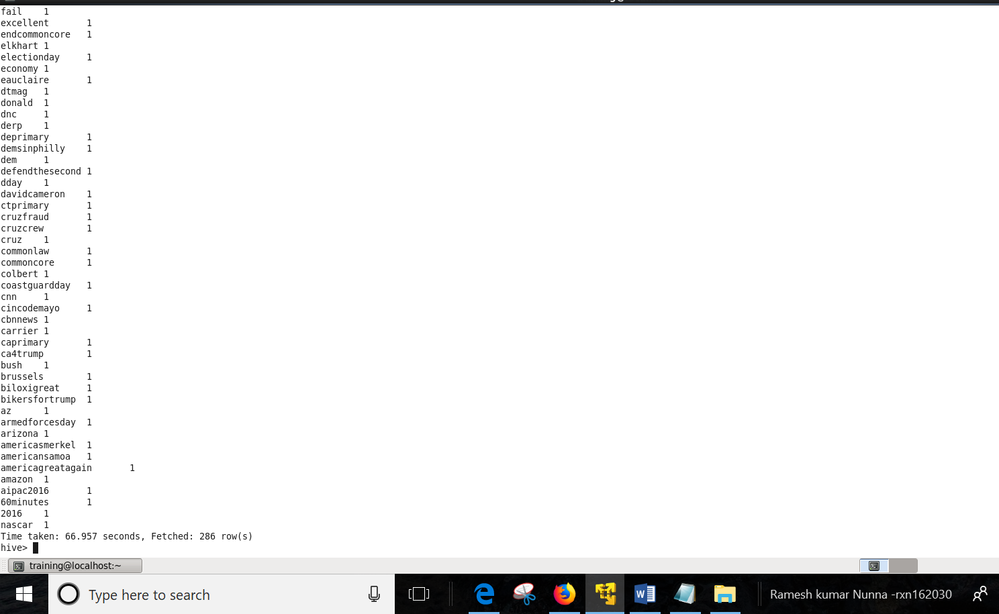 fail 1
excellent 1
endcommoncore 1
elkhart 1
electionday 1
economy 1
eauclaire 1
dtmag 1
donald 1
dnc 1
derp 1
deprimary 1
demsinphilly 1
dem 1
defendthesecond 1
dday 1
davidcameron 1
ctprimary 1
cruzfraud 1
cruzcrew 1
cruz 1
commonlaw 1
commoncore 1
colbert 1
coastguardday 1
cnn 1
cincodemayo 1
cbnnews 1
carrier 1
caprimary 1
ca4trump 1
bush 1
brussels 1
biloxigreat 1
bikersfortrump 1
az 1
armedforcesday 1
arizona 1
americasmerkel 1
americansamoa 1
americagreatagain 1
amazon 1
aipac2016 1
60minutes 1
2016 1
nascar 1
Time taken: 66.957 seconds, Fetched: 286 row(s)
hive>
training@localhost:~
Type here to search
Ramesh kumar Nunna -rxn162030